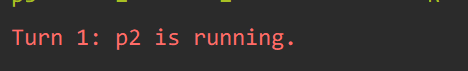 Turn 1: p2 is running.